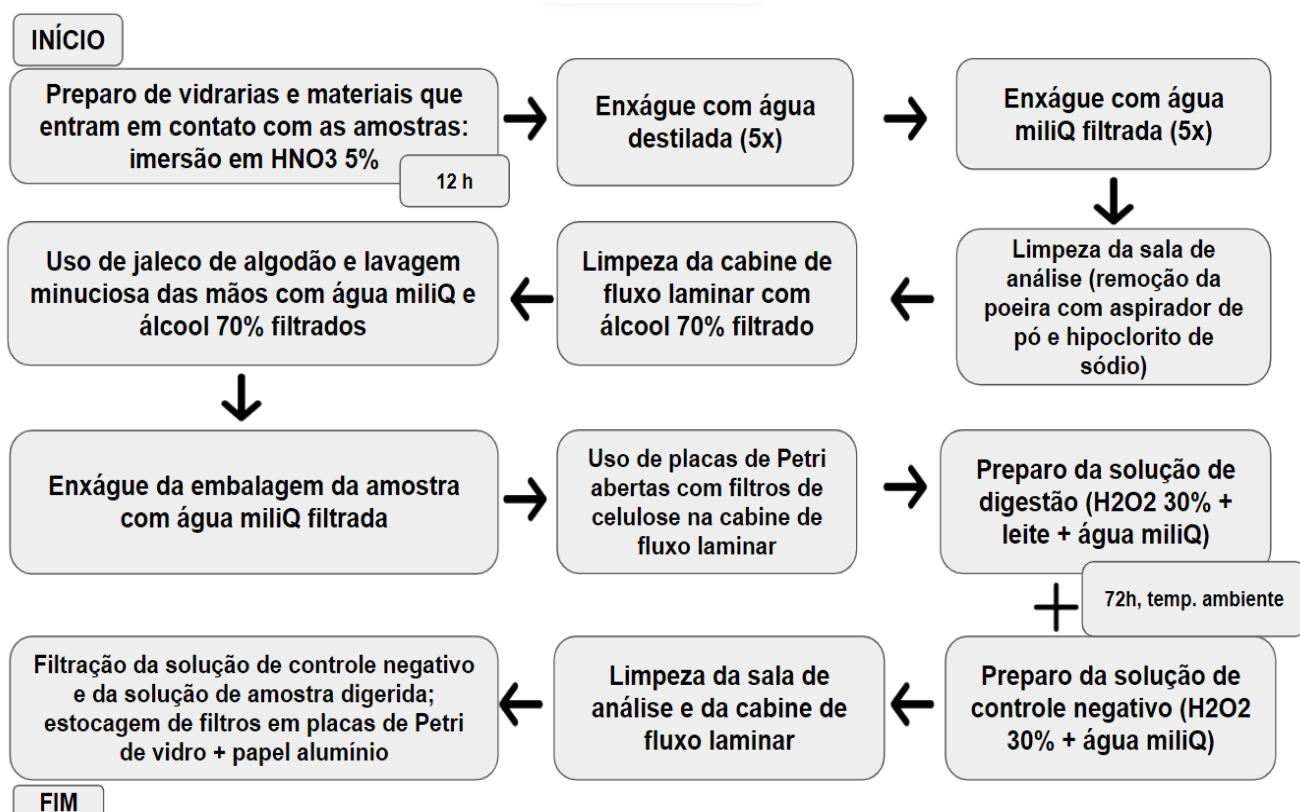 INÍCIO
Preparo de vidrarias e materiais que
entram em contato com as amostras:
imersão em HNO3 5%
12 h
Enxágue com água
destilada (5x)
Enxágue com água
miliQ filtrada (5x)
Limpeza da sala de
análise (remoção da
poeira com aspirador de
pó e hipoclorito de
sódio)
Limpeza da cabine de
fluxo laminar com
álcool 70% filtrado
Uso de jaleco de algodão e lavagem
minuciosa das mãos com água miliQ e
álcool 70% filtrados
Enxágue da embalagem da amostra
com água miliQ filtrada
Uso de placas de Petri
abertas com filtros de
celulose na cabine de
fluxo laminar
Preparo da solução de
digestão (H2O2 30% +
leite + água miliQ)
72h, temp. ambiente
Preparo da solução de
controle negativo (H2O2
30% + água miliQ)
Limpeza da sala de
análise e da cabine de
fluxo laminar
Filtração da solução de controle negativo
e da solução de amostra digerida;
estocagem de filtros em placas de Petri
de vidro + papel alumínio
FIM